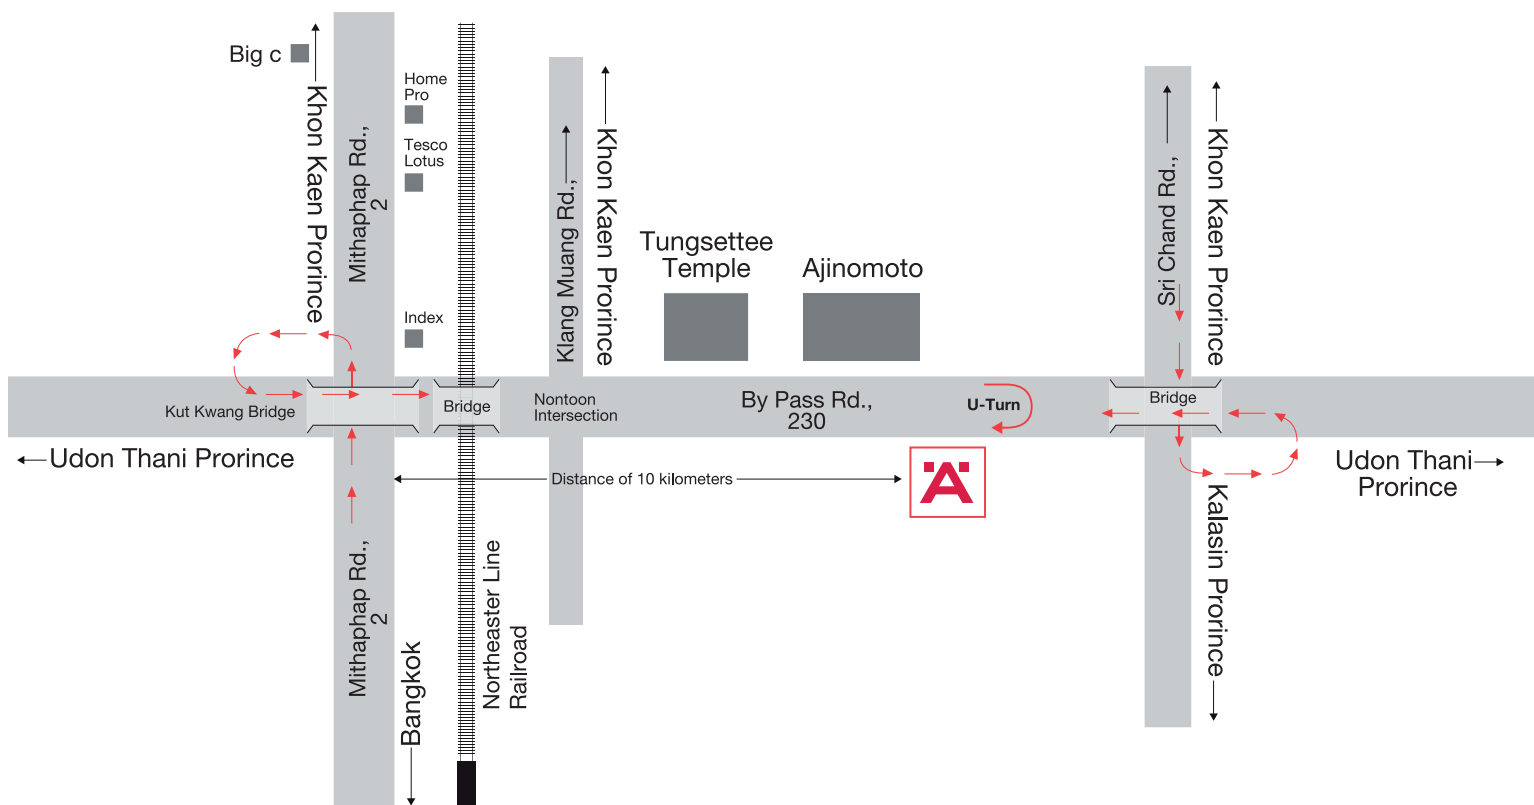 Big c
Khon Kaen Prorince
Mithaphap Rd.,
2
Home
Pro
Tesco
Lotus
Index
Klang Muang Rd.,
Khon Kaen Prorince
Tungsettee
Temple
Ajinomoto
Sri Chand Rd.,
Khon Kaen Prorince
Kut Kwang Bridge
Bridge
Nontoon
Intersection
By Pass Rd.,
230
U-Turn
Bridge
Udon Thani Prorince
Distance of 10 kilometers
Ä
Udon Thani
Prorince
Mithaphap Rd.,
2
Bangkok
Northeaster Line
Railroad
Kalasin Prorince